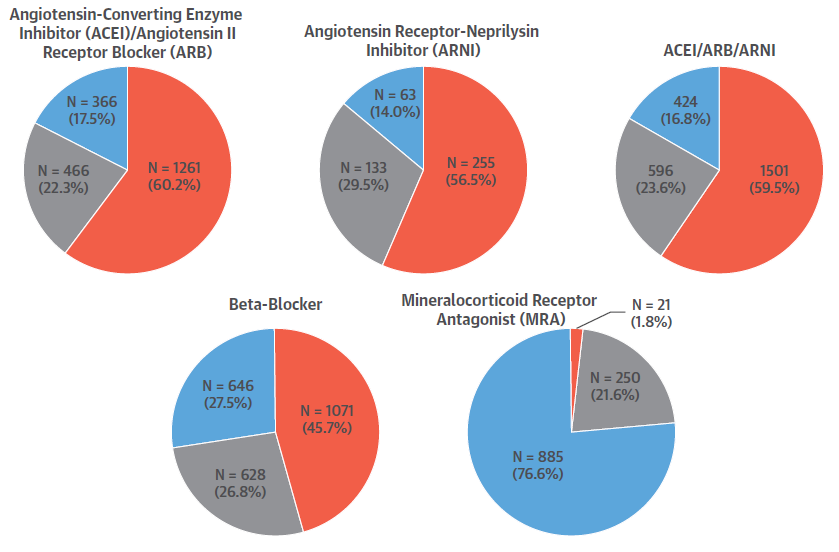 Angiotensin-Converting Enzyme
Inhibitor (ACEI)/Angiotensin II
Receptor Blocker (ARB)
N = 366
(17.5%)
N = 466
(22.3%)
N = 1261
(60.2%)
Angiotensin Receptor-Neprilysin
Inhibitor (ARNI)
N = 63
(14.0%)
N = 133
(29.5%)
N = 255
(56.5%)
ACEI/ARB/ARNI
424
(16.8%)
596
(23.6%)
1501
(59.5%)
Beta-Blocker
N = 646
(27.5%)
N = 1071
(45.7%)
N = 628
(26.8%)
Mineralocorticoid Receptor
Antagonist (MRA)
N = 21
(1.8%)
N = 250
(21.6%)
N = 885
(76.6%)